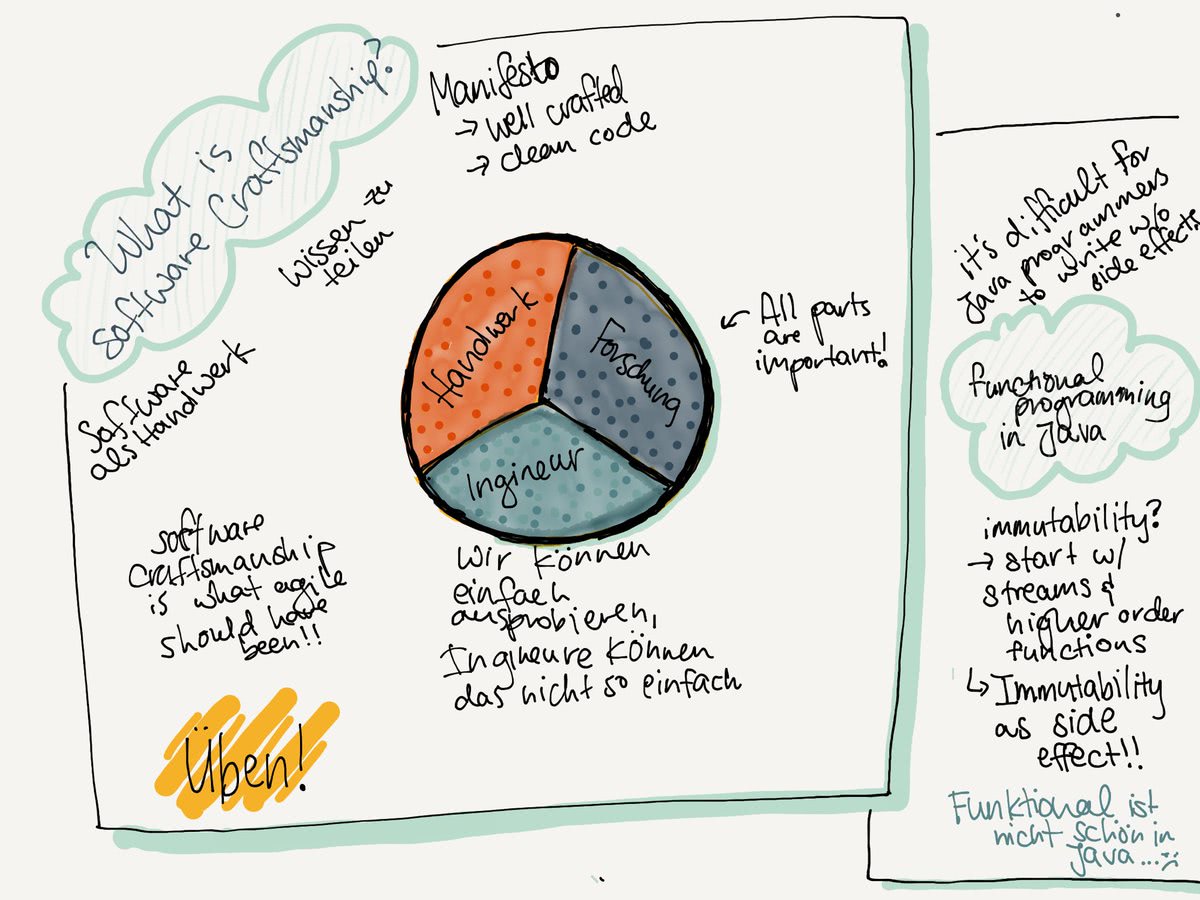 What is
Software Craftsmanship?
Manifesto
→ well crafted
→ clean code
Wissen zu
teilen
Software
als Handwerk
Handwerk
Forschung
Ingineur
← All parts
are
important!
software
craftsmanship
is what agile
should have
been!!
Wir können
einfach
ausprobieren,
Ingineure können
das nicht so einfach
Üben!
it's difficult for
Java programmers
to write w/o
side effects
functional
programming
in Java
immutability?
→ start w/
streams &
higher order
functions
↳ Immutability
as side
effect!!
Funktional ist
nicht schön in
Java...:(